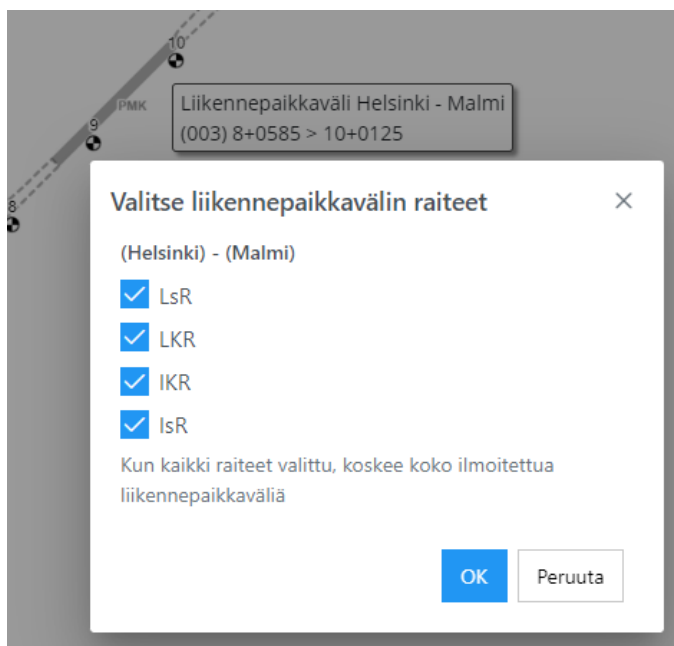 10
PMK
Liikennepaikkaväli Helsinki - Malmi
(003) 8+0585 > 10+0125
9
8
Valitse liikennepaikkavälin raiteet
(Helsinki) - (Malmi)
LsR
LKR
IKR
IsR
Kun kaikki raiteet valittu, koskee koko ilmoitettua
liikennepaikkaväliä
OK Peruuta